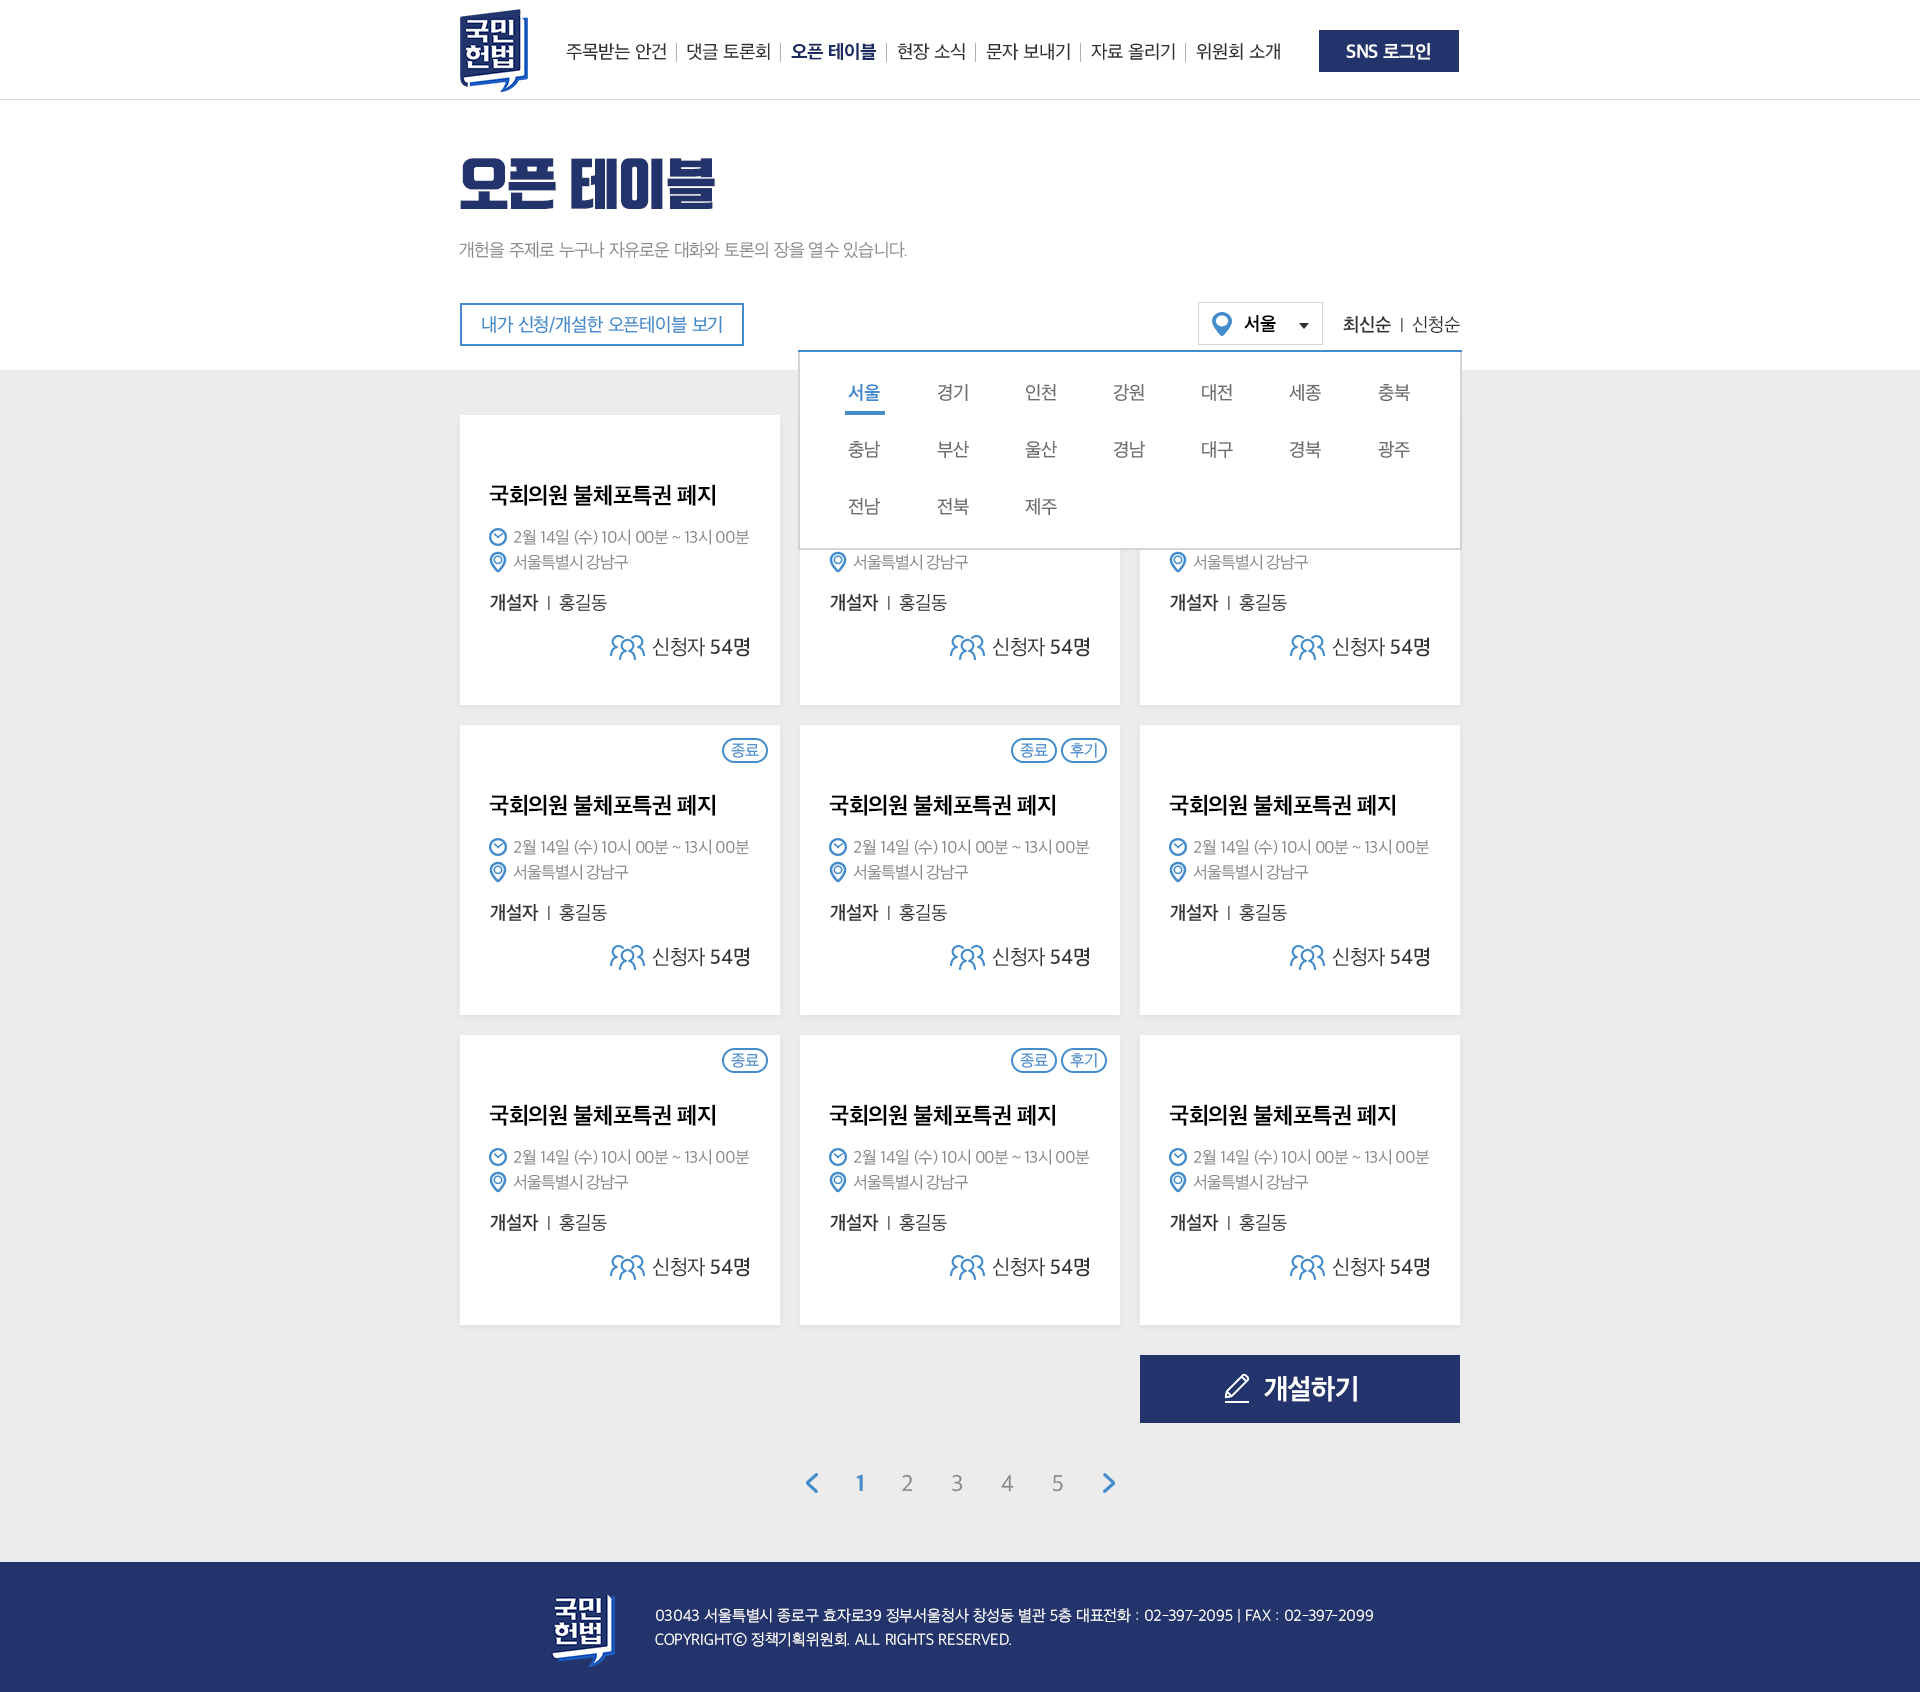 국민
헌법
주목받는 안건 댓글 토론회 오픈 테이블 현장 소식 문자 보내기 자료 올리기 위원회 소개 SNS 로그인
오픈 테이블
개헌을 주제로 누구나 자유로운 대화와 토론의 장을 열수 있습니다.
내가 신청/개설한 오픈테이블 보기 서울 최신순 | 신청순
서울 경기 인천 강원 대전 세종 충북
충남 부산 울산 경남 대구 경북 광주
전남 전북 제주
국회의원 불체포특권 폐지
2월 14일 (수) 10시 00분 ~ 13시 00분
서울특별시 강남구 서울특별시 강남구 서울특별시 강남구
개설자 | 홍길동 개설자 | 홍길동 개설자 | 홍길동
신청자 54명 신청자 54명 신청자 54명
종료 종료 후기
국회의원 불체포특권 폐지 국회의원 불체포특권 폐지 국회의원 불체포특권 폐지
2월 14일 (수) 10시 00분 ~ 13시 00분 2월 14일 (수) 10시 00분 ~ 13시 00분 2월 14일 (수) 10시 00분 ~ 13시 00분
서울특별시 강남구 서울특별시 강남구 서울특별시 강남구
개설자 | 홍길동 개설자 | 홍길동 개설자 | 홍길동
신청자 54명 신청자 54명 신청자 54명
종료 종료 후기
국회의원 불체포특권 폐지 국회의원 불체포특권 폐지 국회의원 불체포특권 폐지
2월 14일 (수) 10시 00분 ~ 13시 00분 2월 14일 (수) 10시 00분 ~ 13시 00분 2월 14일 (수) 10시 00분 ~ 13시 00분
서울특별시 강남구 서울특별시 강남구 서울특별시 강남구
개설자 | 홍길동 개설자 | 홍길동 개설자 | 홍길동
신청자 54명 신청자 54명 신청자 54명
개설하기
1 2 3 4 5
국민
헌법
03043 서울특별시 종로구 효자로39 정부서울청사 창성동 별관 5층 대표전화 : 02-397-2095 | FAX : 02-397-2099
COPYRIGHTⓒ 정책기획위원회. ALL RIGHTS RESERVED.